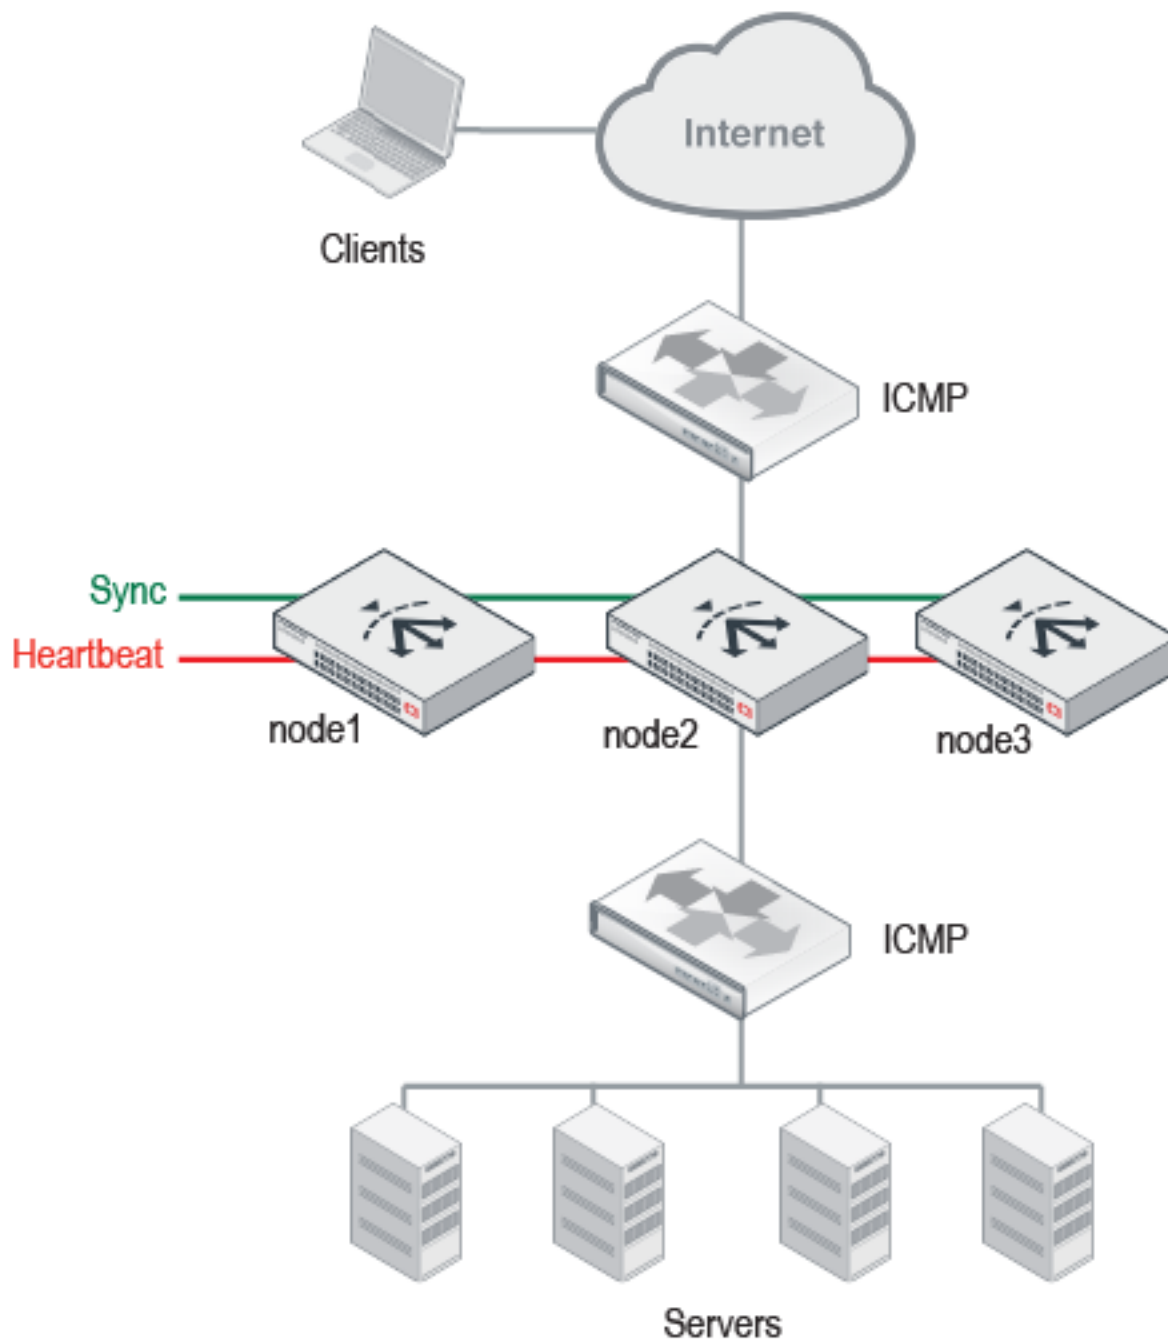 Internet
Clients
ICMP
Sync
Heartbeat
node1
node2
node3
ICMP
Servers